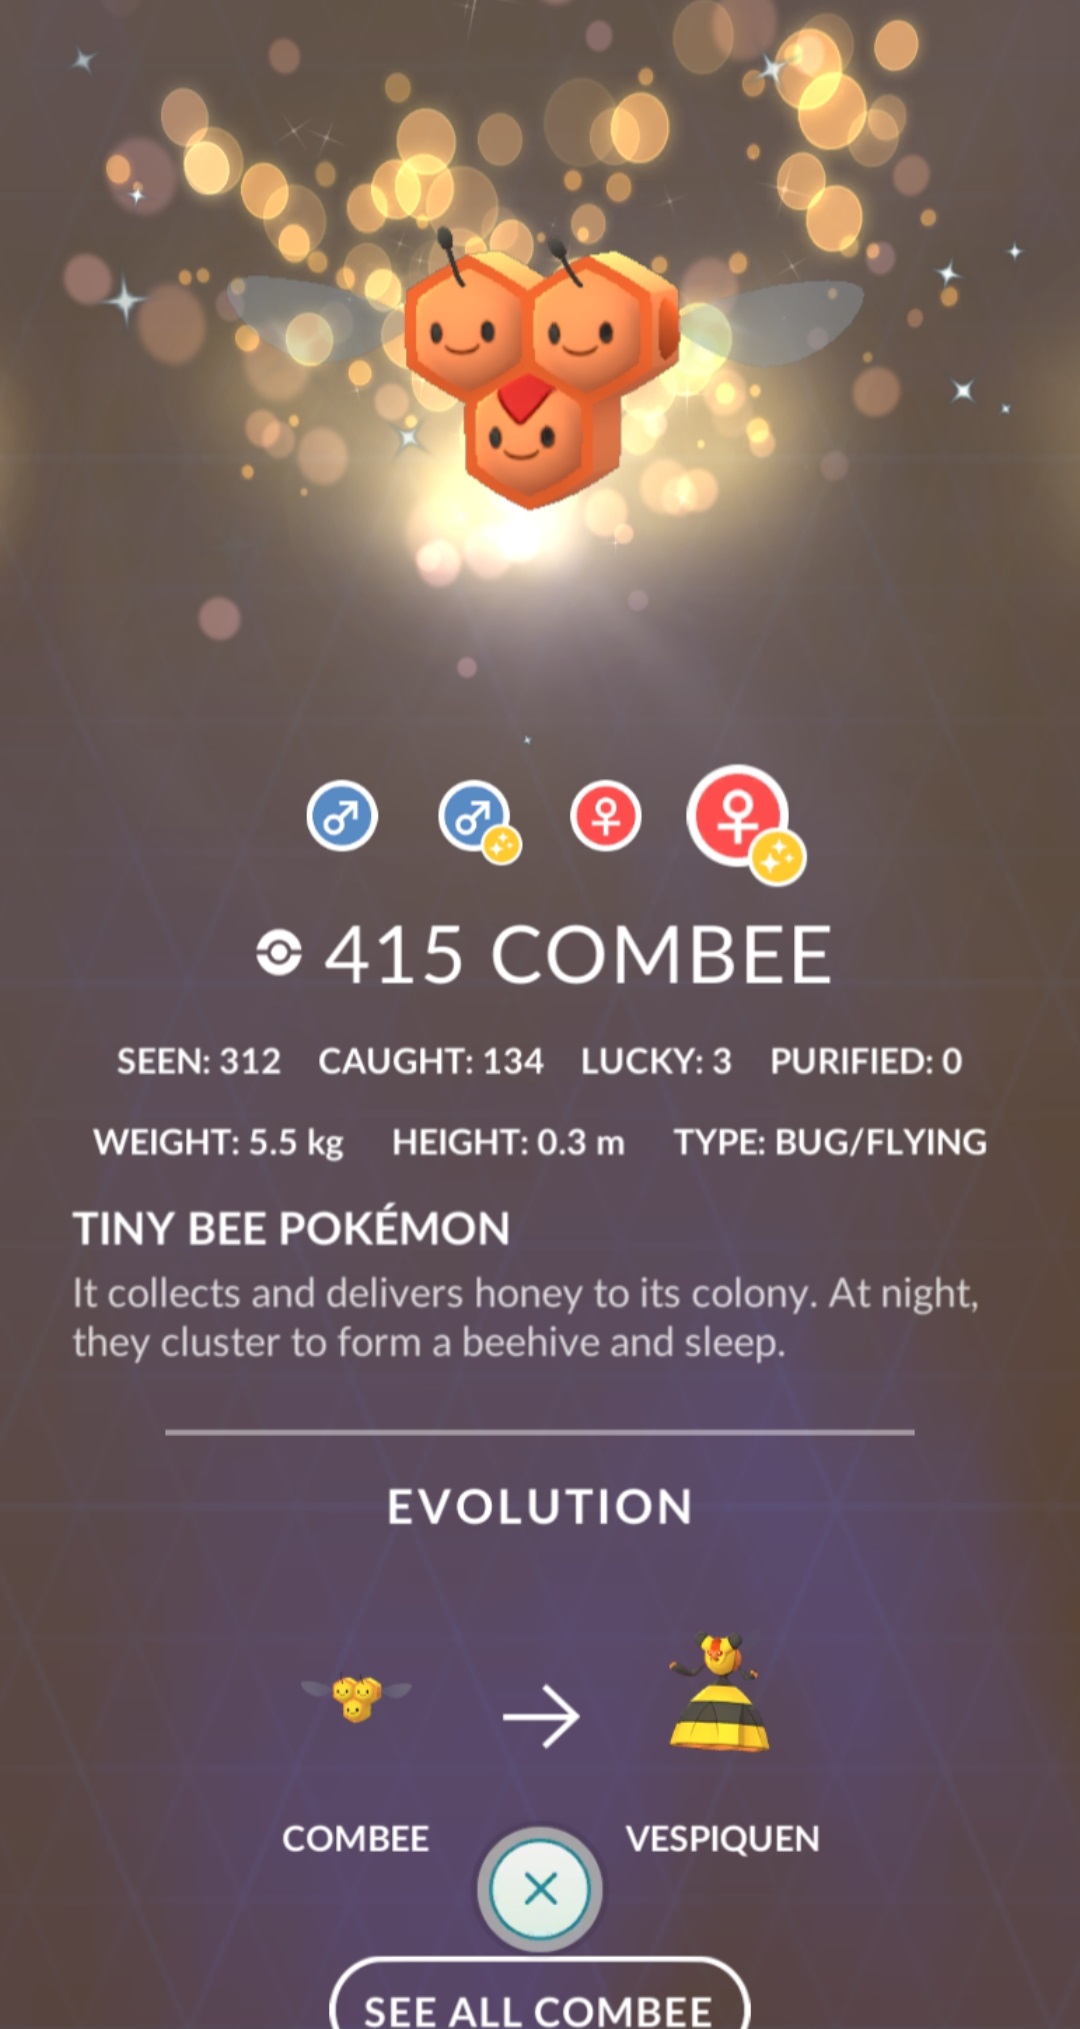 415 COMBEE
SEEN: 312 CAUGHT: 134 LUCKY: 3 PURIFIED: 0
WEIGHT: 5.5 kg HEIGHT: 0.3 m TYPE: BUG/FLYING
TINY BEE POKÉMON
It collects and delivers honey to its colony. At night,
they cluster to form a beehive and sleep.
EVOLUTION
COMBEE VESPIQUEN
SEE ALL COMBEE